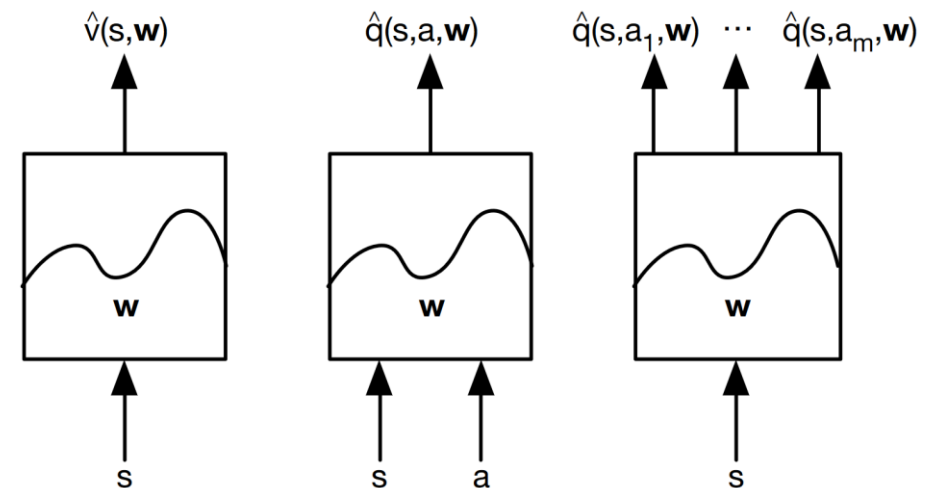 v̂(s,w) q̂(s,a,w) q̂(s,a₁,w) ··· q̂(s,aₘ,w)
w w w
s s a s